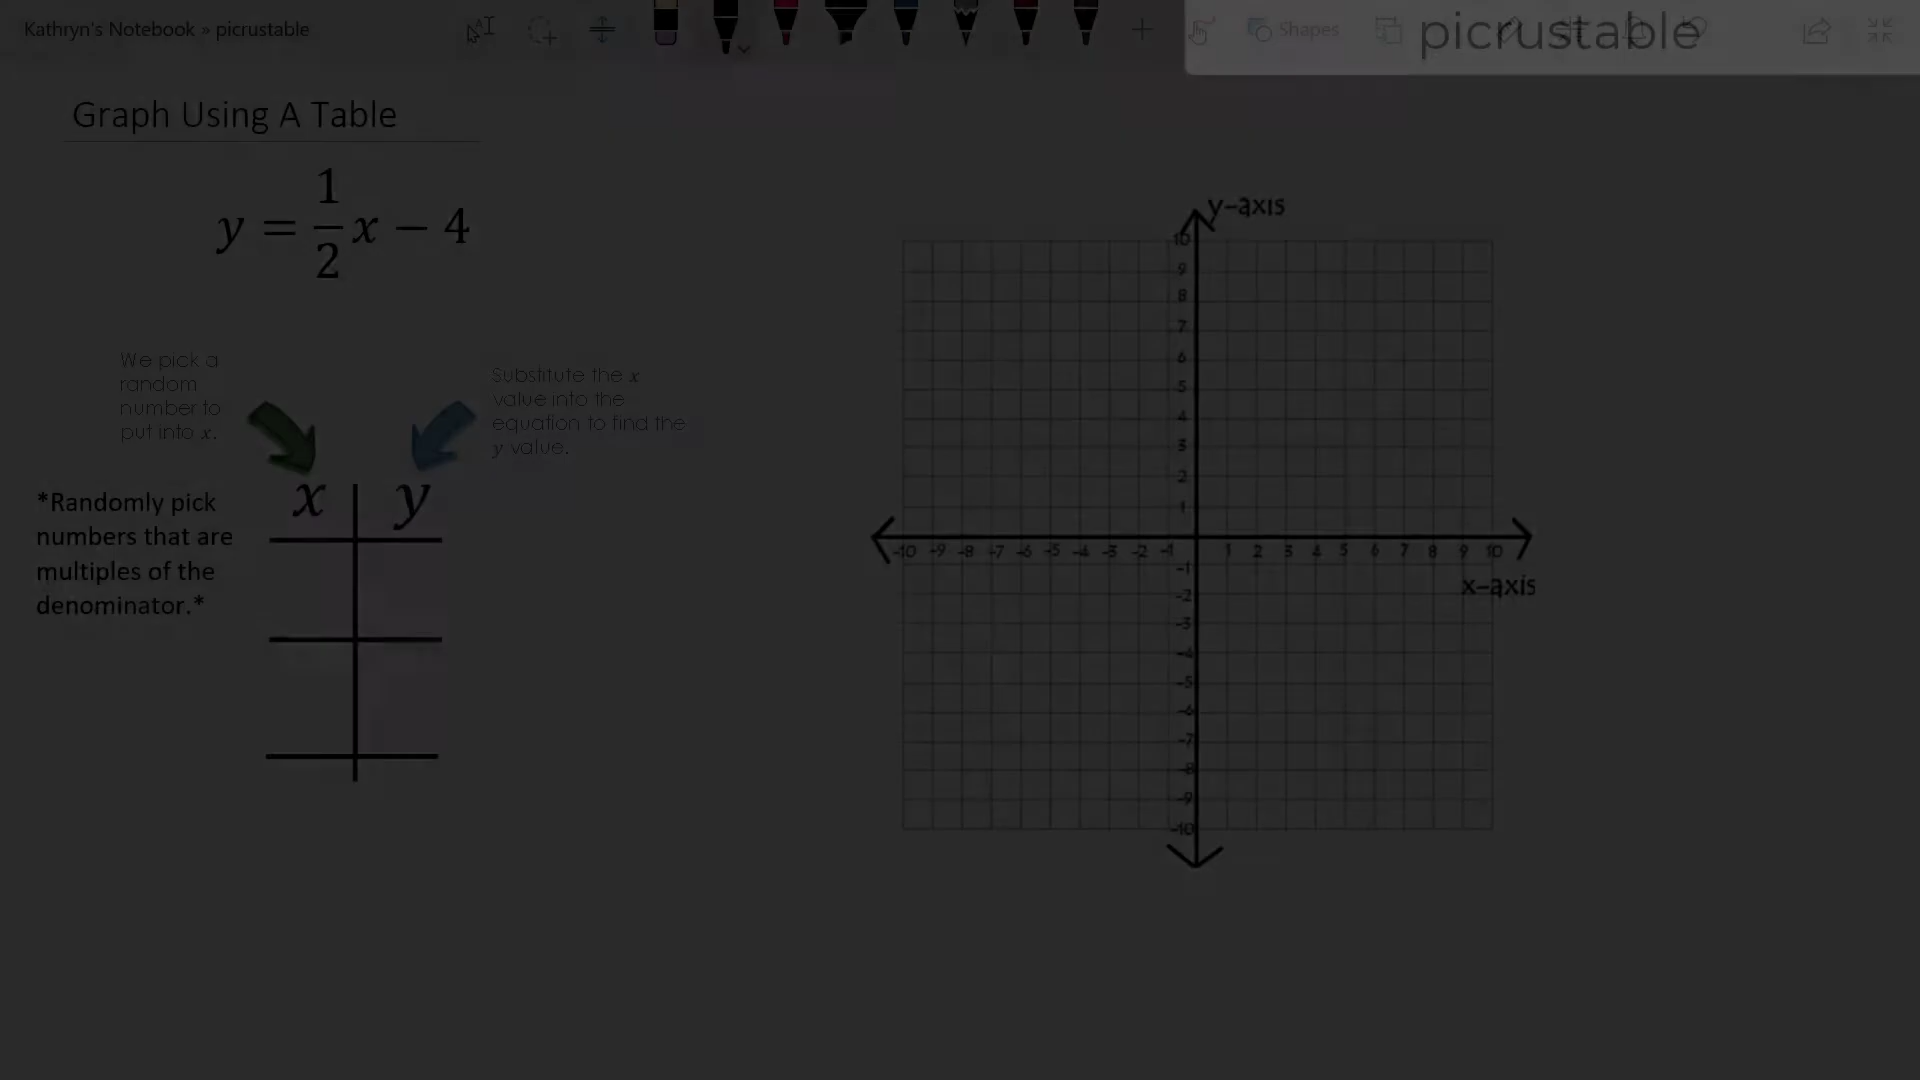 Kathryn's Notebook » picrustable
Shapes
picrustable
Graph Using A Table
y = 1/2 x − 4
We pick a
random
number to
put into x.
Substitute the x
value into the
equation to find the
y value.
*Randomly pick
numbers that are
multiples of the
denominator.*
x y
y-axis
10
9
8
7
6
5
4
3
2
1
-10 -9 -8 -7 -6 -5 -4 -3 -2 -1 1 2 3 4 5 6 7 8 9 10
x-axis
-1
-2
-3
-4
-5
-6
-7
-8
-9
-10